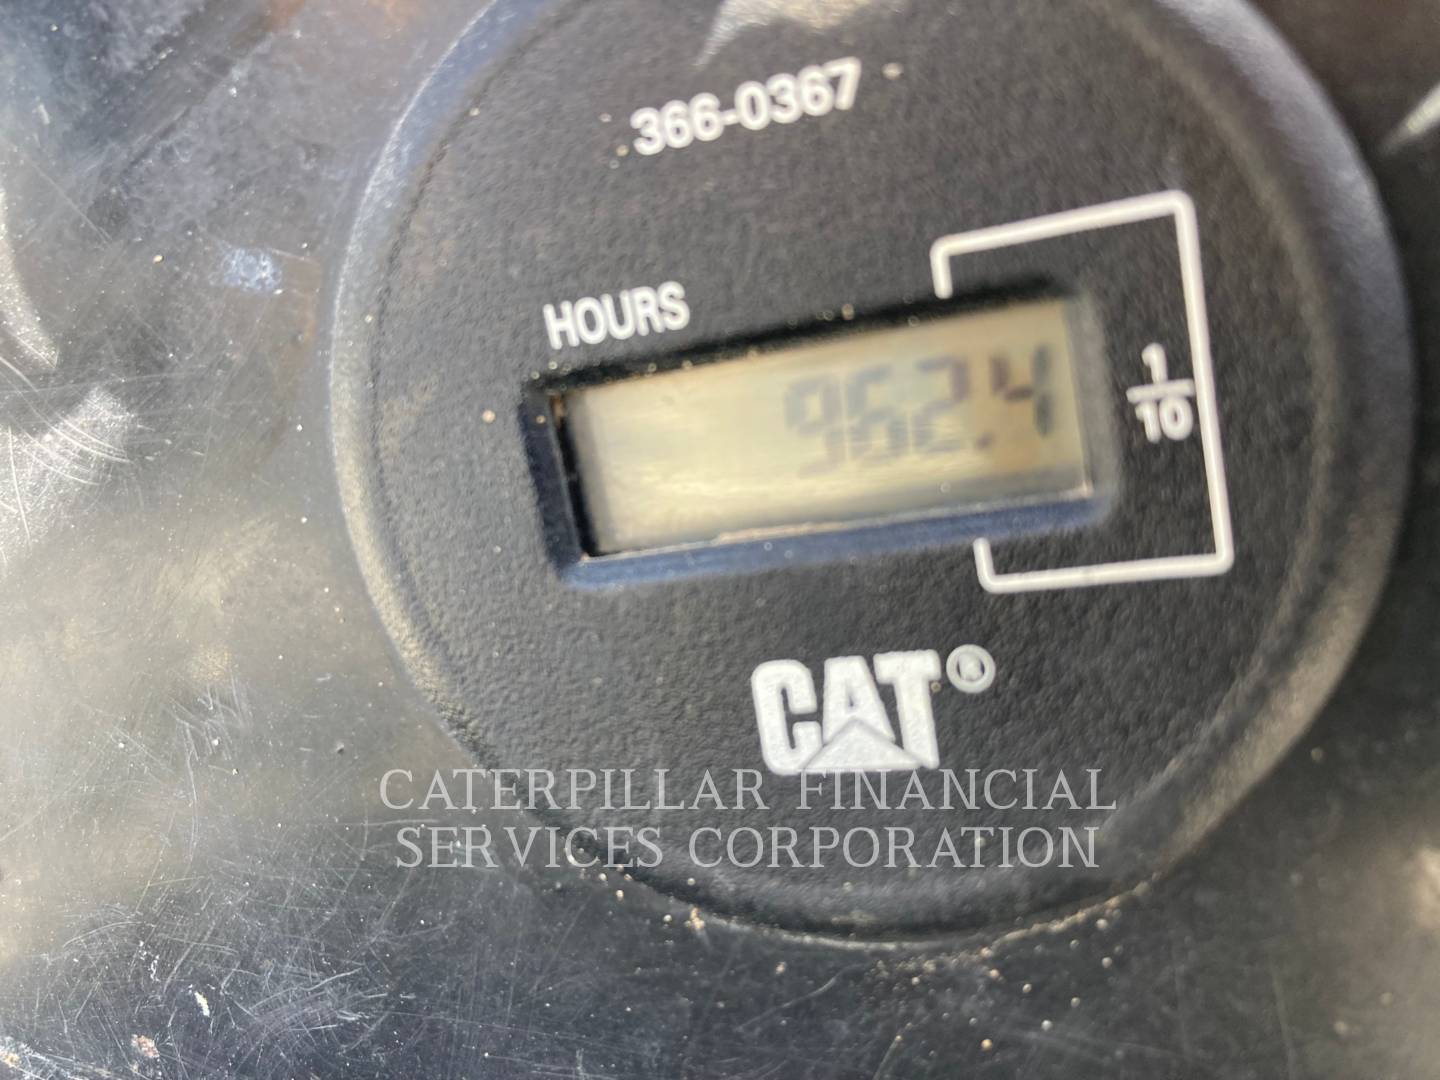 366-0367
HOURS
962.4
1
10
CAT®
CATERPILLAR FINANCIAL
SERVICES CORPORATION